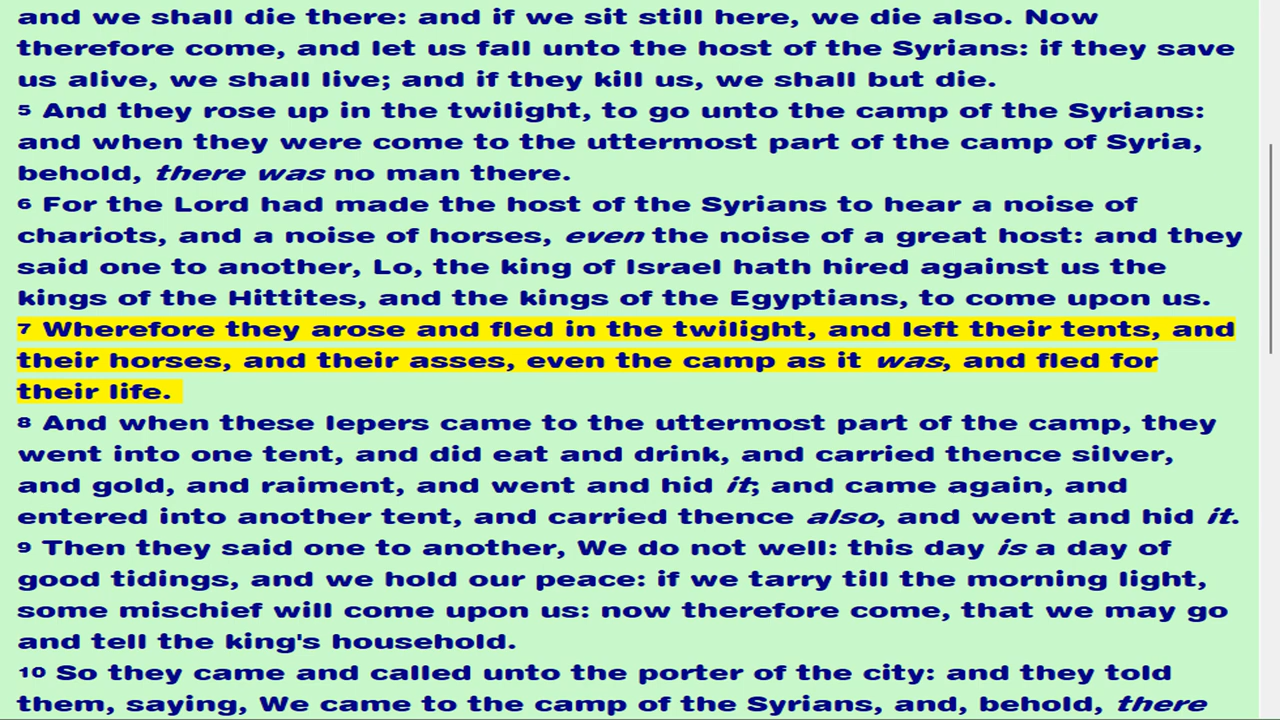 and we shall die there: and if we sit still here, we die also. Now
therefore come, and let us fall unto the host of the Syrians: if they save
us alive, we shall live; and if they kill us, we shall but die.
5 And they rose up in the twilight, to go unto the camp of the Syrians:
and when they were come to the uttermost part of the camp of Syria,
behold, there was no man there.
6 For the Lord had made the host of the Syrians to hear a noise of
chariots, and a noise of horses, even the noise of a great host: and they
said one to another, Lo, the king of Israel hath hired against us the
kings of the Hittites, and the kings of the Egyptians, to come upon us.
7 Wherefore they arose and fled in the twilight, and left their tents, and
their horses, and their asses, even the camp as it was, and fled for
their life.
8 And when these lepers came to the uttermost part of the camp, they
went into one tent, and did eat and drink, and carried thence silver,
and gold, and raiment, and went and hid it; and came again, and
entered into another tent, and carried thence also, and went and hid it.
9 Then they said one to another, We do not well: this day is a day of
good tidings, and we hold our peace: if we tarry till the morning light,
some mischief will come upon us: now therefore come, that we may go
and tell the king's household.
10 So they came and called unto the porter of the city: and they told
them, saying, We came to the camp of the Syrians, and, behold, there